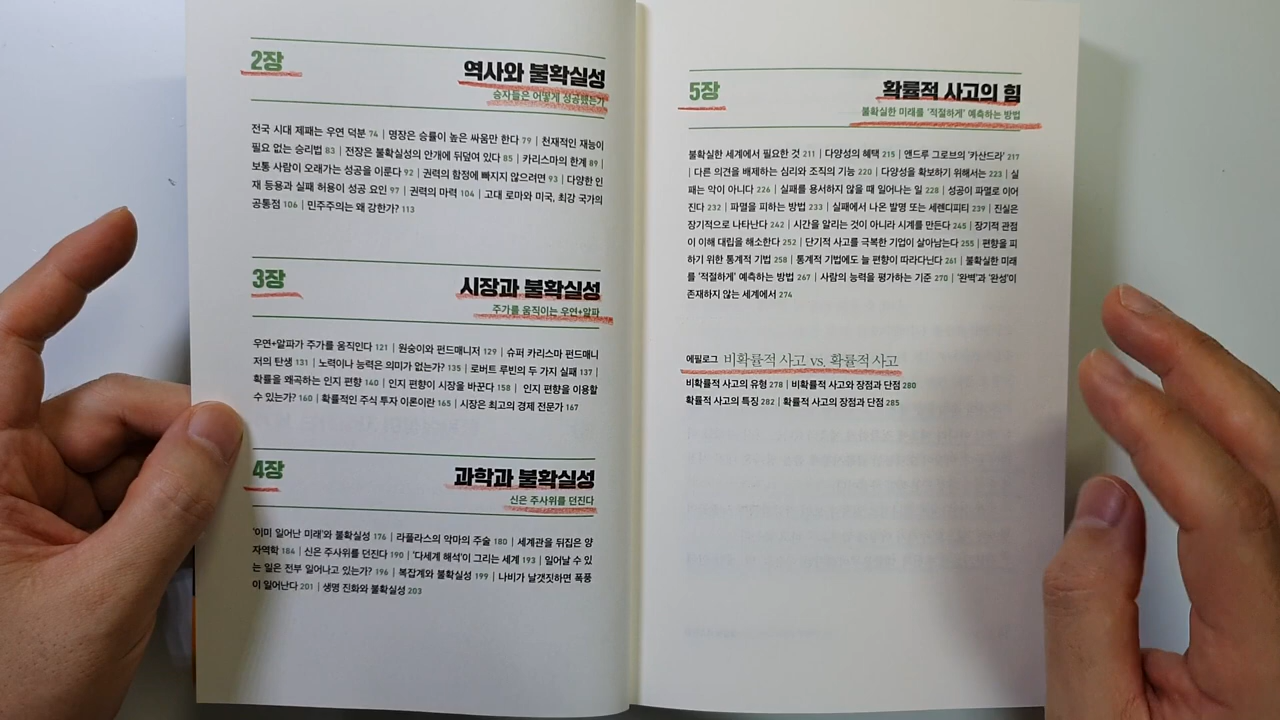 2장
역사와 불확실성
승자들은 어떻게 성공했는가
전국 시대 제패는 우연 덕분 74 | 명장은 승률이 높은 싸움만 한다 79 | 천재적인 재능이
필요 없는 승리법 83 | 전장은 불확실성의 안개에 뒤덮여 있다 85 | 카리스마의 한계 89 |
보통 사람이 오래가는 성공을 이룬다 92 | 권력의 함정에 빠지지 않으려면 93 | 다양한 인
재 등용과 실패 허용이 성공 요인 97 | 권력의 마력 104 | 고대 로마와 미국, 최강 국가의
공통점 106 | 민주주의는 왜 강한가? 113
3장
시장과 불확실성
주가를 움직이는 우연+알파
우연+알파가 주가를 움직인다 121 | 원숭이와 펀드매니저 129 | 슈퍼 카리스마 펀드매니
저의 탄생 131 | 노력이나 능력은 의미가 없는가? 135 | 로버트 루빈의 두 가지 실패 137 |
확률을 왜곡하는 인지 편향 140 | 인지 편향이 시장을 바꾼다 158 | 인지 편향을 이용할
수 있는가? 160 | 확률적인 주식 투자 이론이란 165 | 시장은 최고의 경제 전문가 167
4장
과학과 불확실성
신은 주사위를 던진다
'이미 일어난 미래'와 불확실성 176 | 라플라스의 악마의 주술 180 | 세계관을 뒤집은 양
자역학 184 | 신은 주사위를 던진다 190 | '다세계 해석'이 그리는 세계 193 | 일어날 수 있
는 일은 전부 일어나고 있는가? 196 | 복잡계와 불확실성 199 | 나비가 날갯짓하면 폭풍
이 일어난다 201 | 생명 진화와 불확실성 203
5장
확률적 사고의 힘
불확실한 미래를 '적절하게' 예측하는 방법
불확실한 세계에서 필요한 것 211 | 다양성의 혜택 215 | 앤드루 그로브의 '카산드라' 217
| 다른 의견을 배제하는 심리와 조직의 기능 220 | 다양성을 확보하기 위해서는 223 | 실
패는 악이 아니다 226 | 실패를 용서하지 않을 때 일어나는 일 228 | 성공이 파멸로 이어
진다 232 | 파멸을 피하는 방법 233 | 실패에서 나온 발명 또는 세렌디피티 239 | 진실은
장기적으로 나타난다 242 | 시간을 알리는 것이 아니라 시계를 만든다 245 | 장기적 관점
이 이해 대립을 해소한다 252 | 단기적 사고를 극복한 기업이 살아남는다 255 | 편향을 피
하기 위한 통계적 기법 258 | 통계적 기법에도 늘 편향이 따라다닌다 261 | 불확실한 미래
를 '적절하게' 예측하는 방법 267 | 사람의 능력을 평가하는 기준 270 | '완벽'과 '완성'이
존재하지 않는 세계에서 274
에필로그 비확률적 사고 vs. 확률적 사고
비확률적 사고의 유형 278 | 비확률적 사고와 장점과 단점 280
확률적 사고의 특징 282 | 확률적 사고의 장점과 단점 285